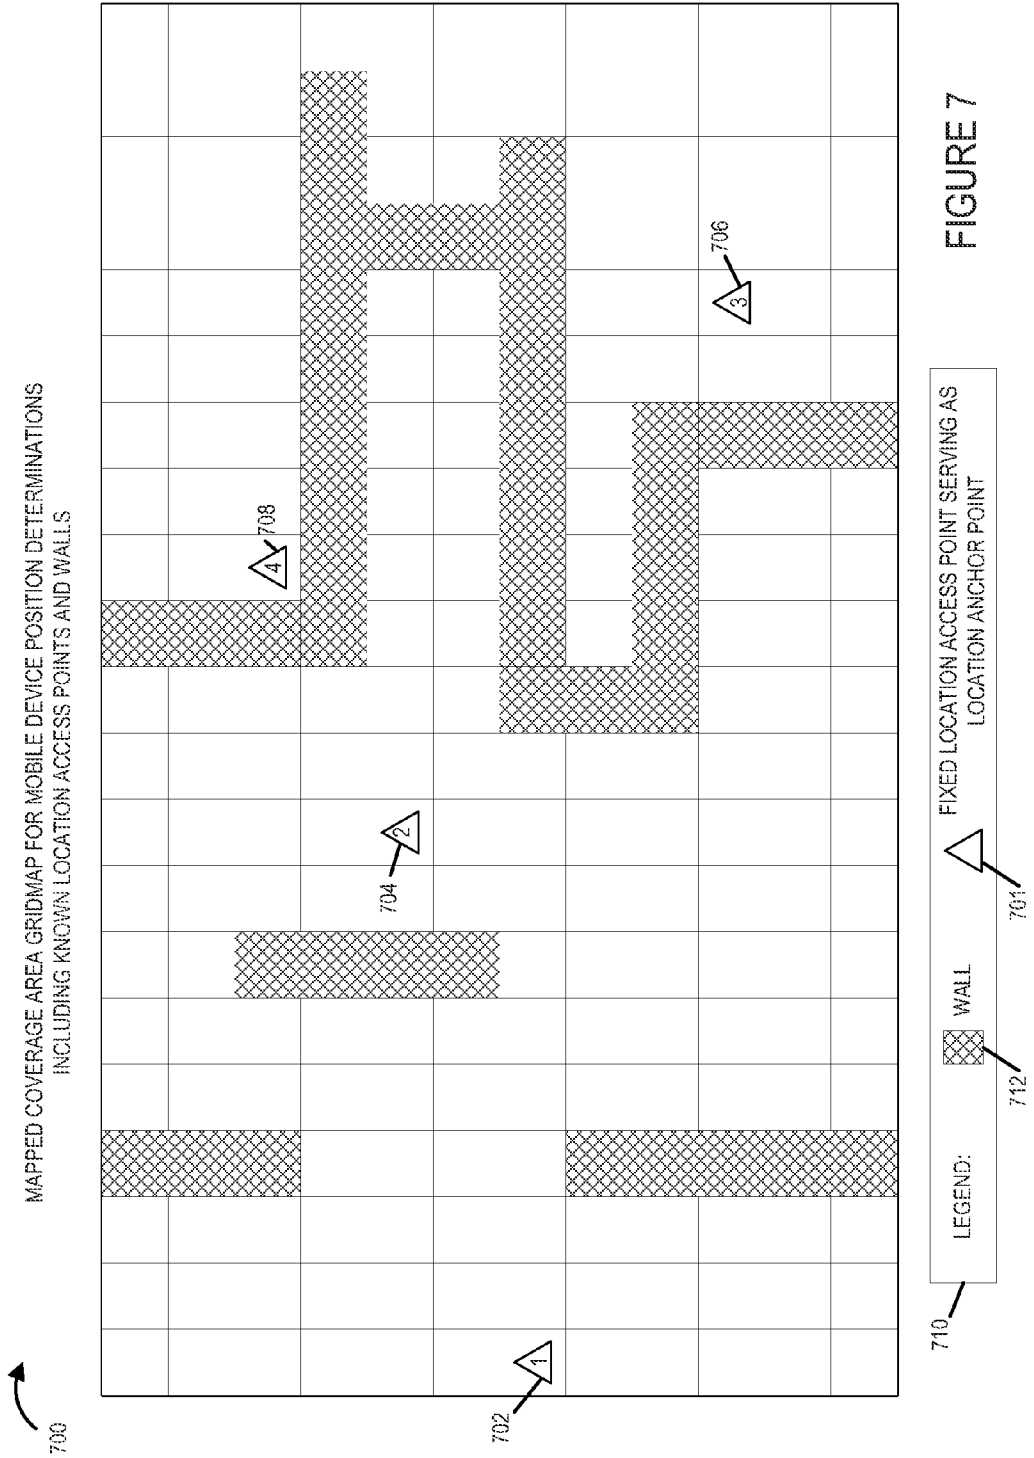 700
MAPPED COVERAGE AREA GRIDMAP FOR MOBILE DEVICE POSITION DETERMINATIONS
INCLUDING KNOWN LOCATION ACCESS POINTS AND WALLS
702
1
704
2
708
4
706
3
710
LEGEND:
WALL
712
701
FIXED LOCATION ACCESS POINT SERVING AS
LOCATION ANCHOR POINT
FIGURE 7